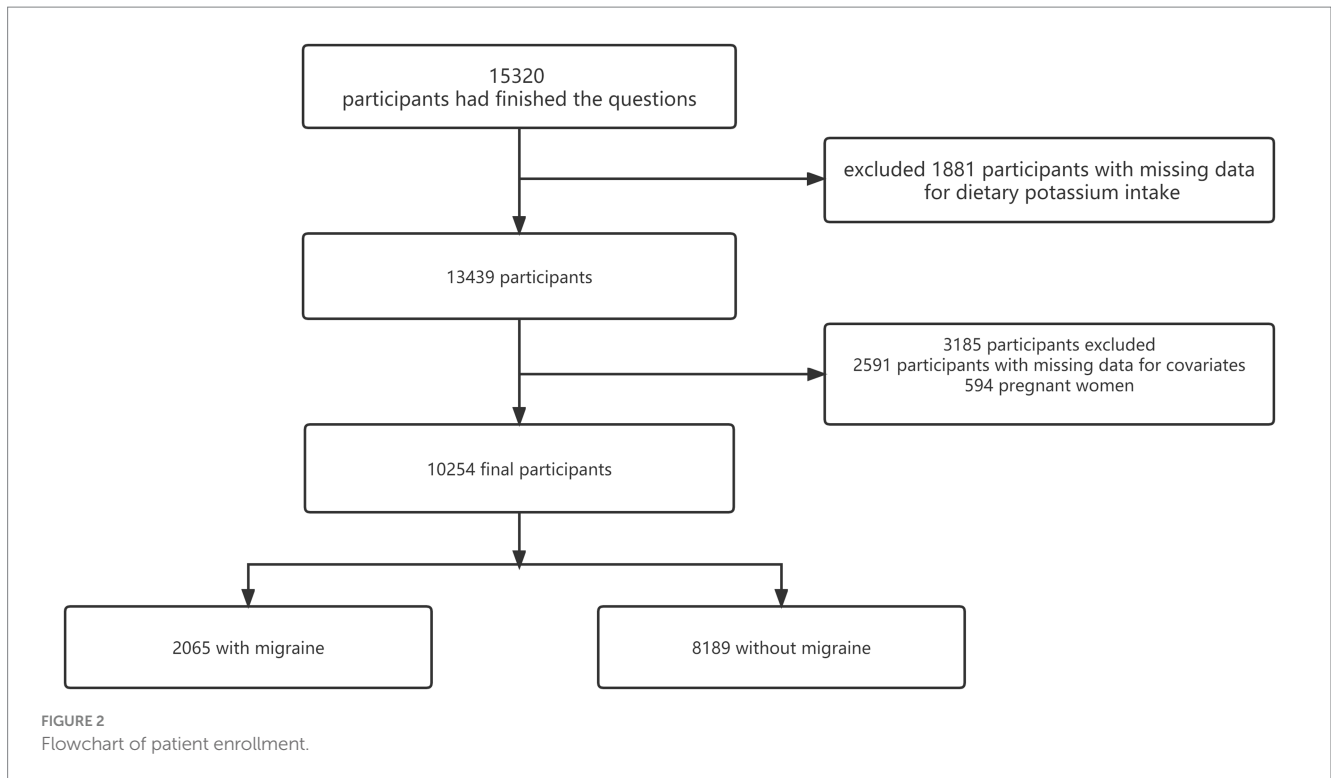 15320
participants had finished the questions
excluded 1881 participants with missing data
for dietary potassium intake
13439 participants
3185 participants excluded
2591 participants with missing data for covariates
594 pregnant women
10254 final participants
2065 with migraine
8189 without migraine
FIGURE 2
Flowchart of patient enrollment.